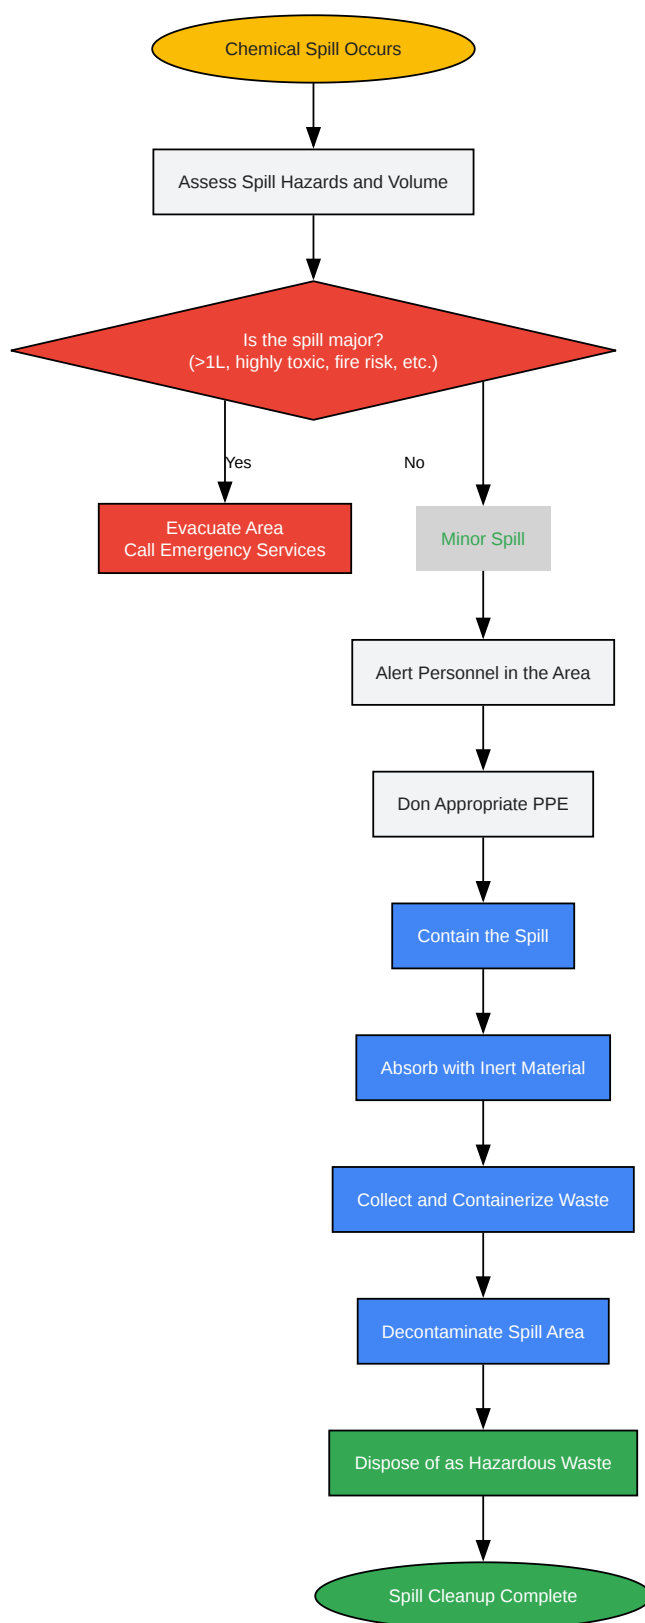 Chemical Spill Occurs
Assess Spill Hazards and Volume
Is the spill major?
(>1L, highly toxic, fire risk, etc.)
Yes
No
Evacuate Area
Call Emergency Services
Minor Spill
Alert Personnel in the Area
Don Appropriate PPE
Contain the Spill
Absorb with Inert Material
Collect and Containerize Waste
Decontaminate Spill Area
Dispose of as Hazardous Waste
Spill Cleanup Complete